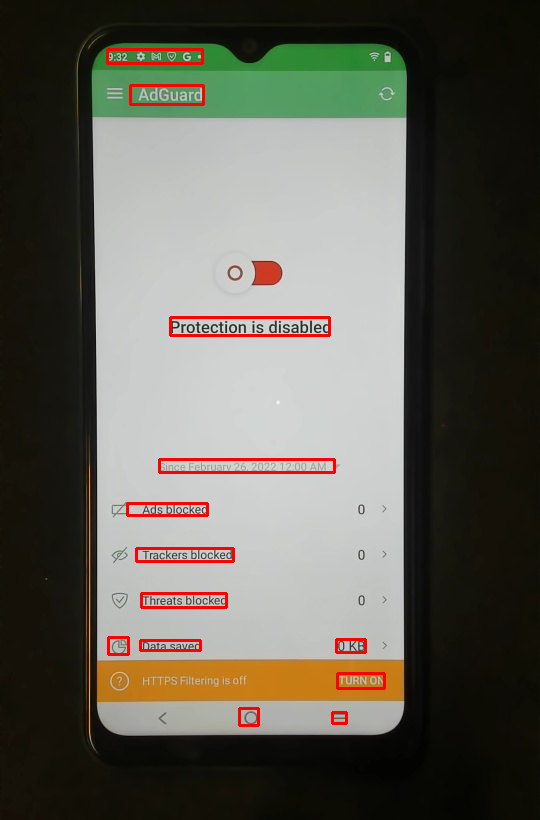 9:32
AdGuard
Protection is disabled
Since February 26, 2022 12:00 AM
Ads blocked 0
Trackers blocked 0
Threats blocked 0
Data saved 0 KB
HTTPS Filtering is off TURN ON